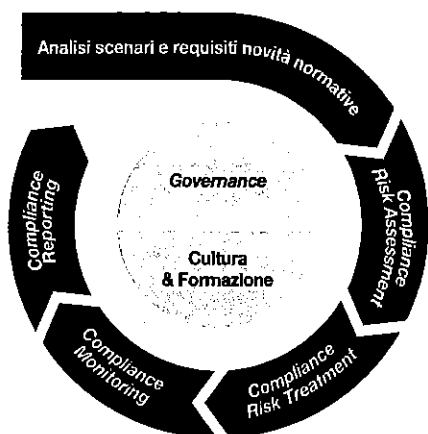 Analisi scenari e requisiti novità normative
Compliance
Risk Assessment
Compliance
Risk Treatment
Compliance
Monitoring
Compliance
Reporting
Governance
Cultura
& Formazione